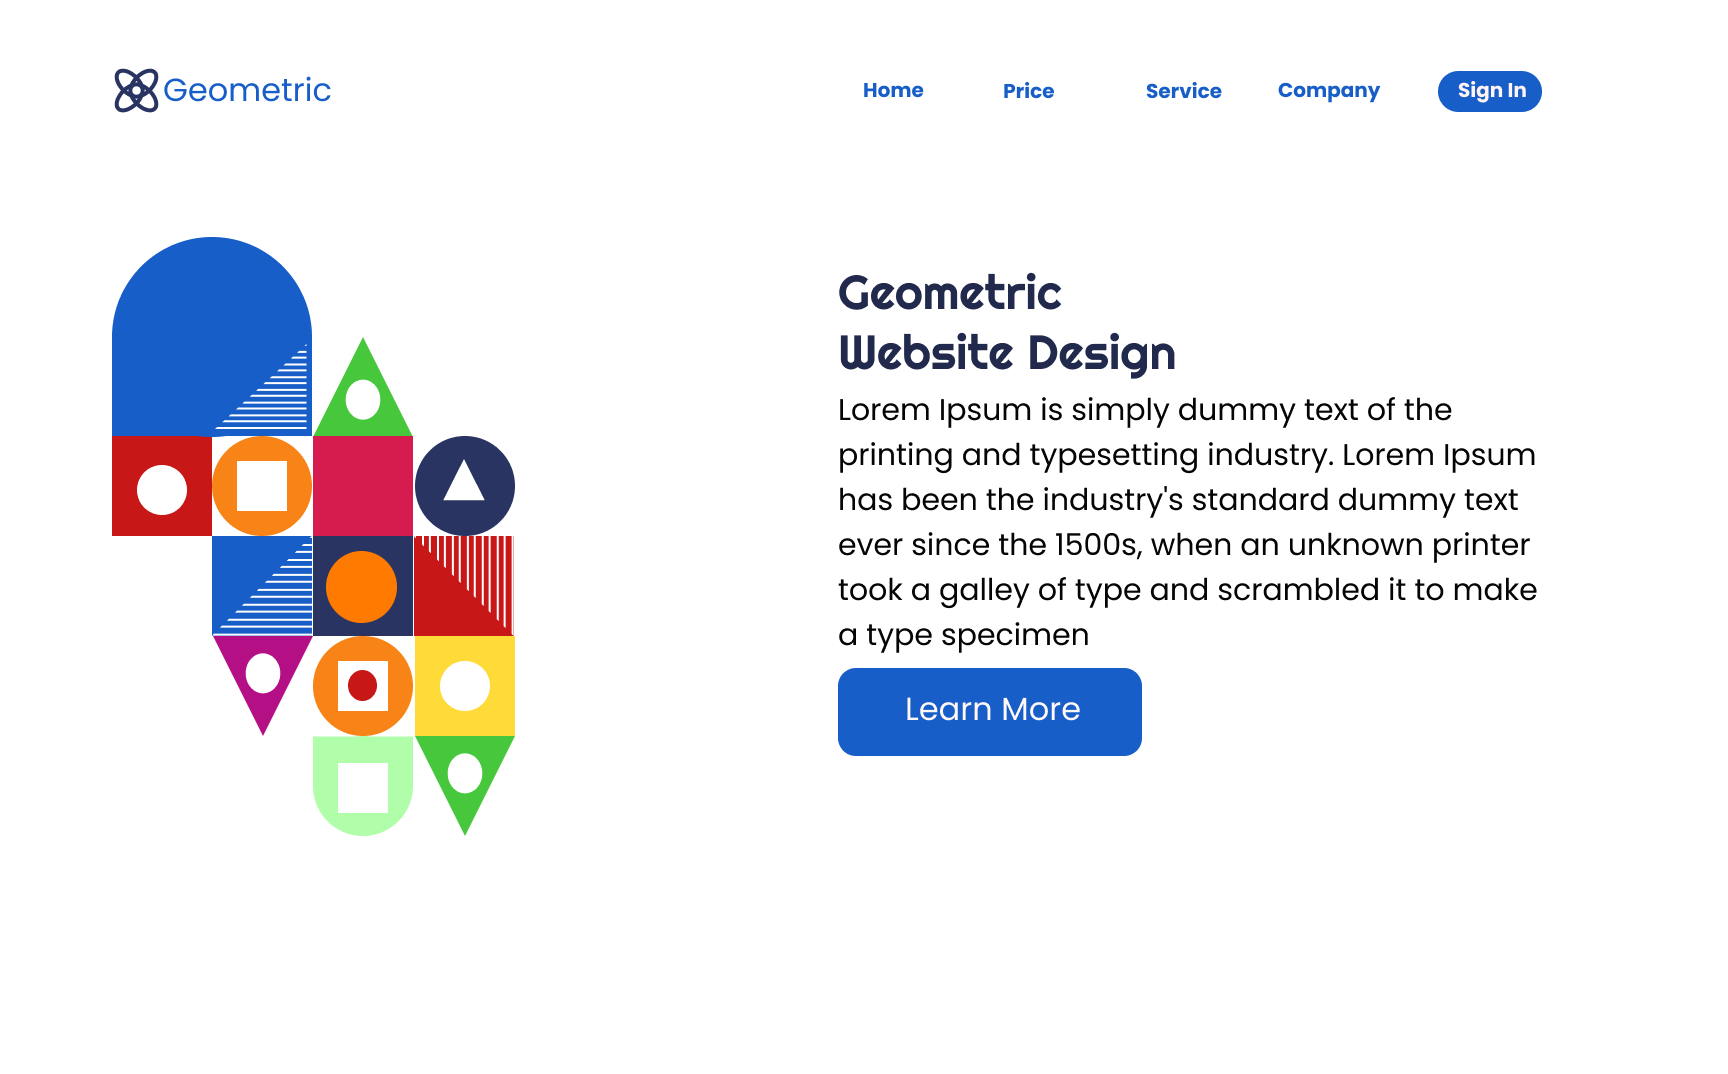 Geometric
Home
Price
Service
Company
Sign In
Geometric
Website Design
Lorem Ipsum is simply dummy text of the
printing and typesetting industry. Lorem Ipsum
has been the industry's standard dummy text
ever since the 1500s, when an unknown printer
took a galley of type and scrambled it to make
a type specimen
Learn More